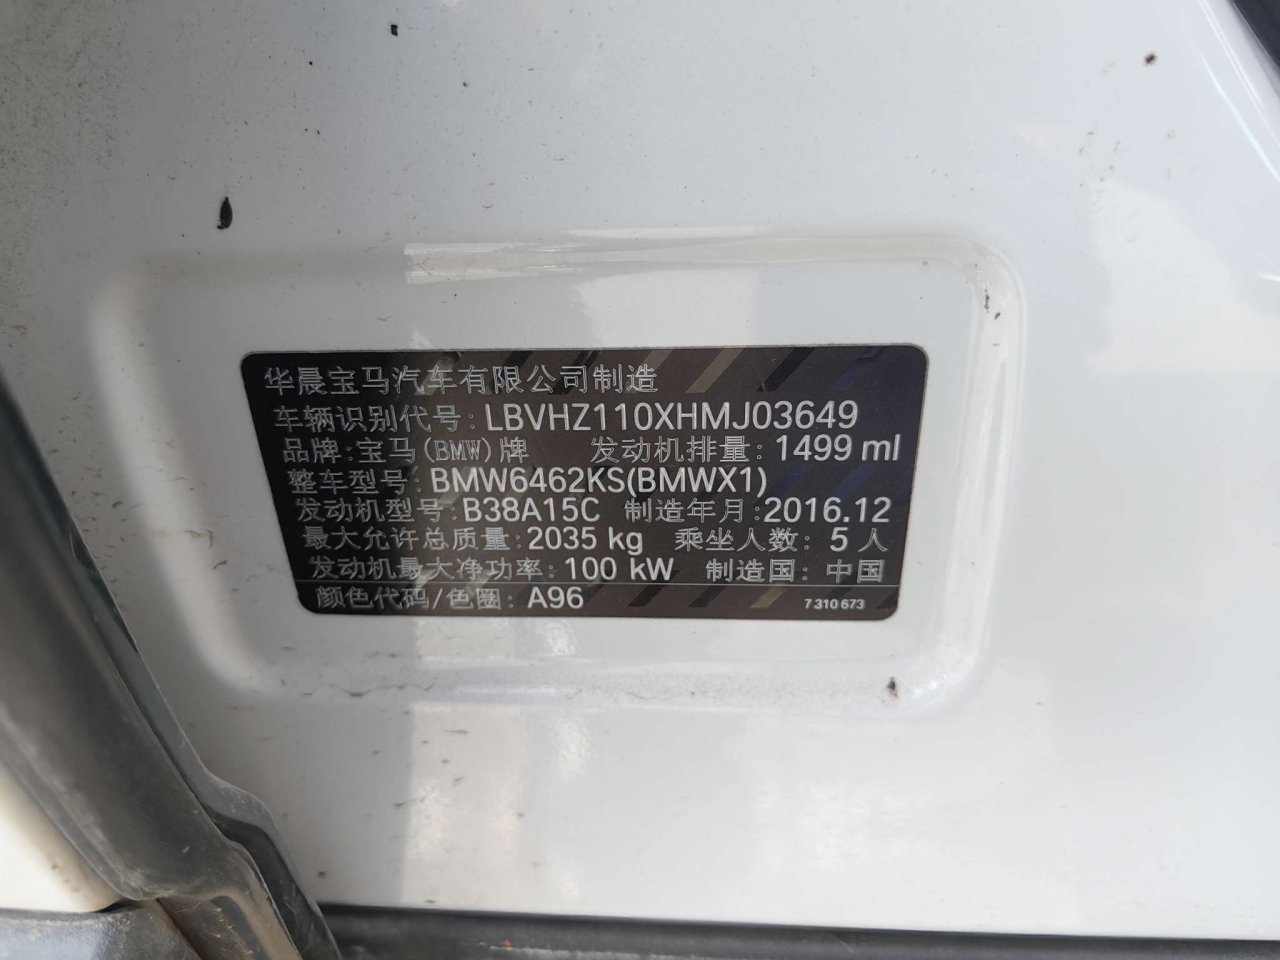 华晨宝马汽车有限公司制造
车辆识别代号: LBVHZ110XHMJ03649
品牌: 宝马(BMW)牌 发动机排量: 1499 ml
整车型号: BMW6462KS(BMWX1)
发动机型号: B38A15C 制造年月: 2016.12
最大允许总质量: 2035 kg 乘坐人数: 5 人
发动机最大净功率: 100 kW 制造国: 中国
颜色代码/色圈: A96 7 310 673